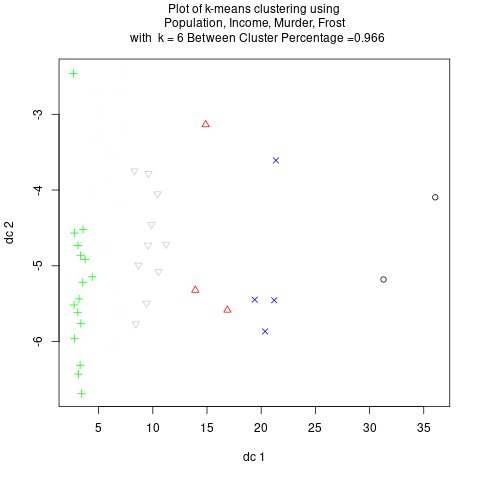 Plot of k-means clustering using
Population, Income, Murder, Frost
with k = 6 Between Cluster Percentage =0.966
-3
-4
-5
-6
dc 2
5 10 15 20 25 30 35
dc 1